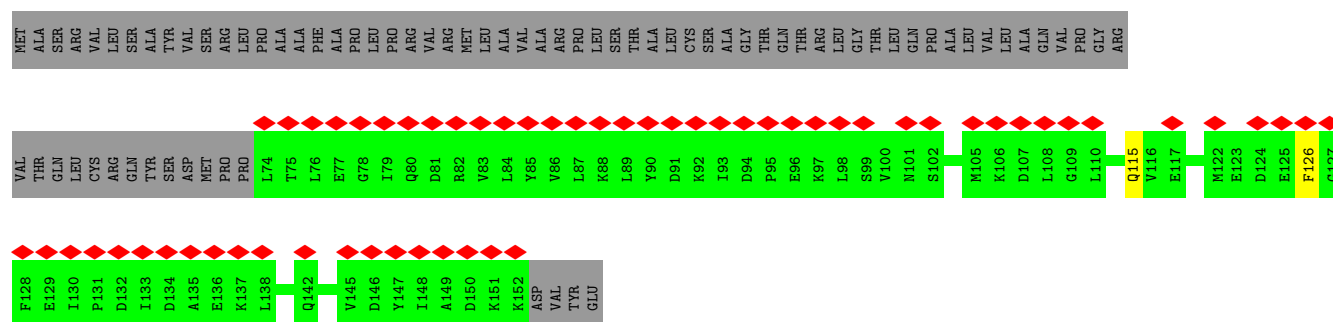 MET ALA SER ARG VAL LEU SER ALA TYR VAL SER ARG LEU PRO ALA ALA PHE ALA PRO LEU PRO ARG VAL ARG MET LEU ALA VAL ALA ARG PRO LEU SER THR ALA LEU CYS SER ALA GLY THR GLN THR ARG LEU GLY THR LEU GLN PRO ALA LEU VAL LEU ALA GLN VAL PRO GLY ARG
VAL THR GLN LEU CYS ARG GLN TYR SER ASP MET PRO PRO L74 T75 L76 E77 G78 I79 Q80 D81 R82 V83 L84 Y85 V86 L87 K88 L89 Y90 D91 K92 I93 D94 P95 E96 K97 L98 S99 V100 N101 S102 M105 K106 D107 L108 G109 L110 Q115 V116 E117 M122 E123 D124 E125 F126 G127
F128 E129 I130 P131 D132 I133 D134 A135 E136 K137 L138 Q142 V145 D146 Y147 I148 A149 D150 K151 K152 ASP VAL TYR GLU